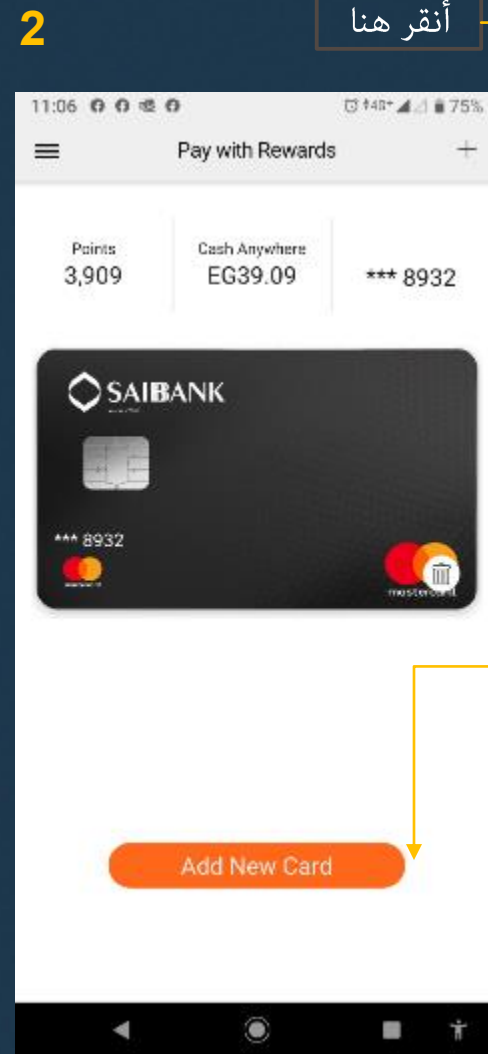 2
أنقر هنا
11:06
4G+ 75%
Pay with Rewards
Points
3,909
Cash Anywhere
EG39.09
*** 8932
SAIBANK
*** 8932
mastercard
Add New Card